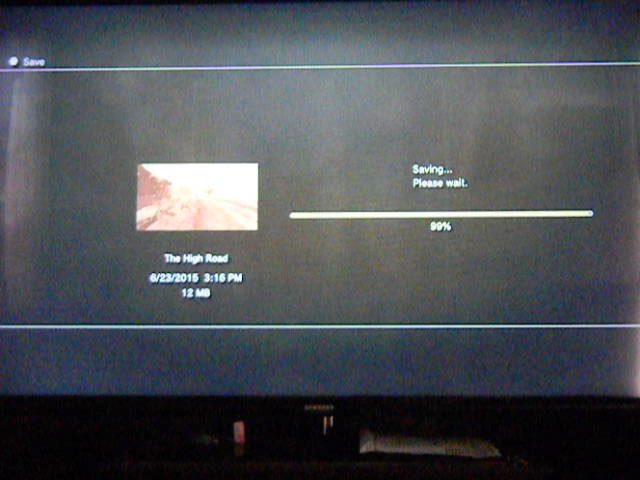 Save
Saving...
Please wait.
99%
The High Road
6/23/2015 3:16 PM
12 MB
SAMSUNG